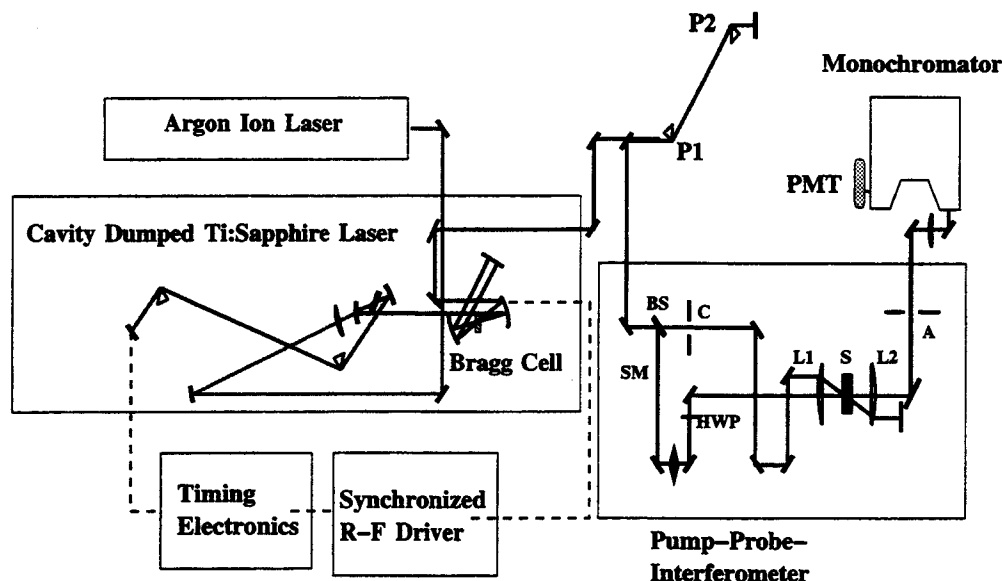 P2
Monochromator
Argon Ion Laser
P1
PMT
Cavity Dumped Ti:Sapphire Laser
BS
C
A
Bragg Cell
SM
L1
S
L2
HWP
Timing
Electronics
Synchronized
R-F Driver
Pump-Probe-
Interferometer